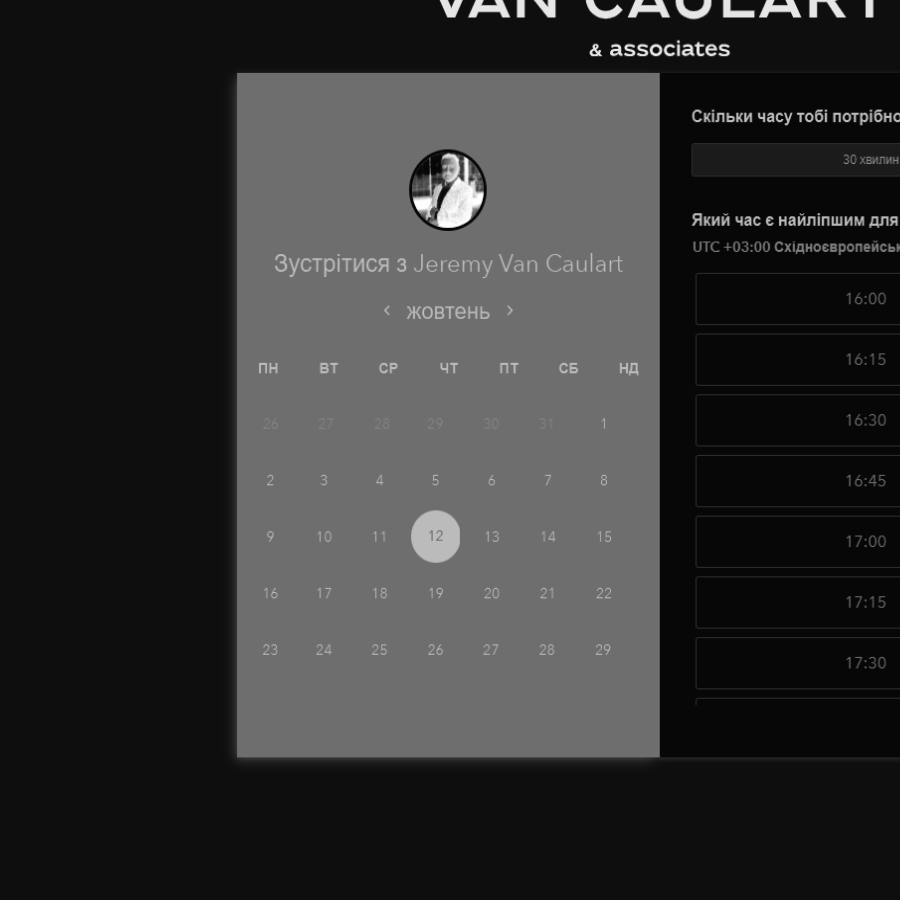 VAN CAULART
& associates
Зустрітися з Jeremy Van Caulart
жовтень
ПН ВТ СР ЧТ ПТ СБ НД
26 27 28 29 30 31 1
2 3 4 5 6 7 8
9 10 11 12 13 14 15
16 17 18 19 20 21 22
23 24 25 26 27 28 29
Скільки часу тобі потрібно
30 хвилин
Який час є найліпшим для
UTC +03:00 Східноєвропейськ
16:00
16:15
16:30
16:45
17:00
17:15
17:30